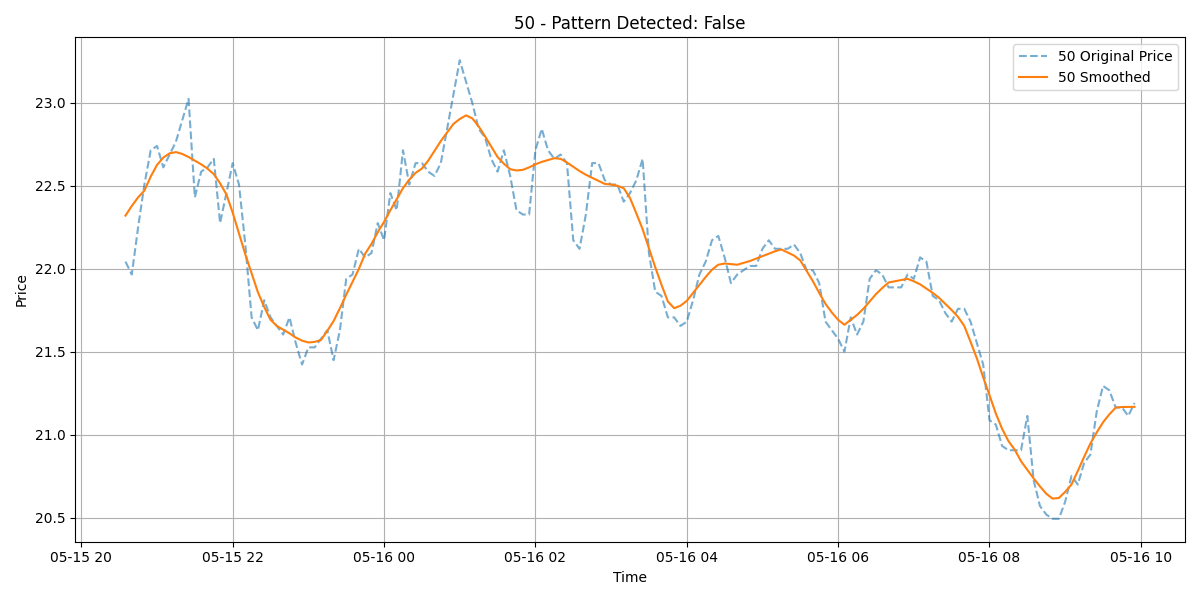 50 - Pattern Detected: False
50 Original Price
50 Smoothed
Price
23.0
22.5
22.0
21.5
21.0
20.5
05-15 20
05-15 22
05-16 00
05-16 02
05-16 04
05-16 06
05-16 08
05-16 10
Time